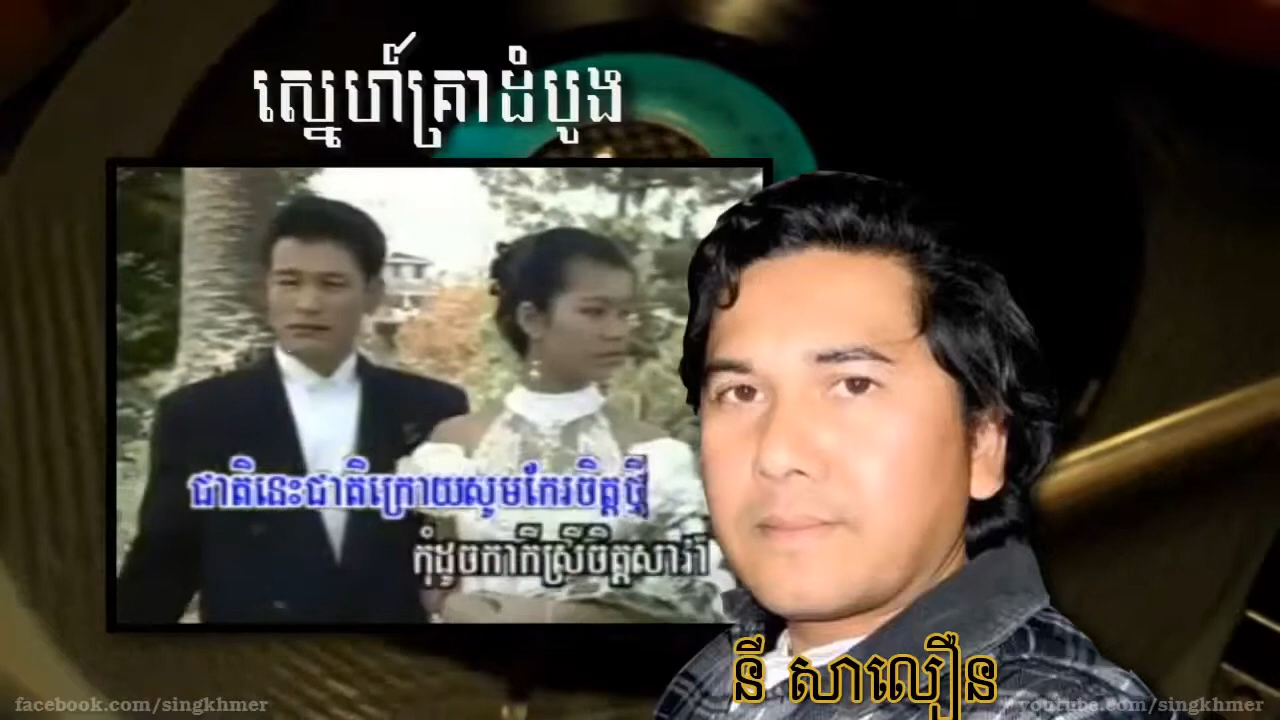 ស្នេហ៍គ្រាដំបូង
ជាតិនេះជាតិក្រោយសូមកែរចិត្តថ្មី
កុំដូចកាកីស្រីចិត្តសាវ៉ា
នី សាលឿន
facebook.com/singkhmer
youtube.com/singkhmer